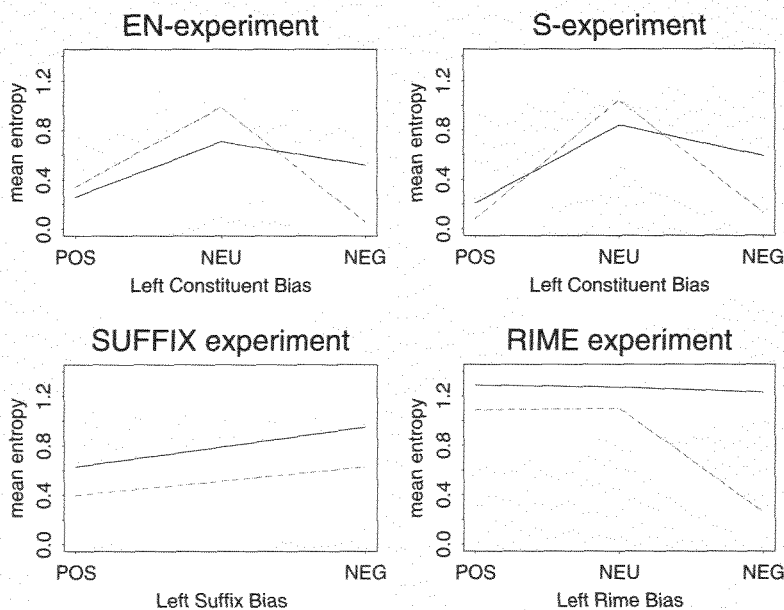 EN-experiment
mean entropy
0.0 0.4 0.8 1.2
POS NEU NEG
Left Constituent Bias
S-experiment
mean entropy
0.0 0.4 0.8 1.2
POS NEU NEG
Left Constituent Bias
SUFFIX experiment
mean entropy
0.0 0.4 0.8 1.2
POS NEG
Left Suffix Bias
RIME experiment
mean entropy
0.0 0.4 0.8 1.2
POS NEU NEG
Left Rime Bias